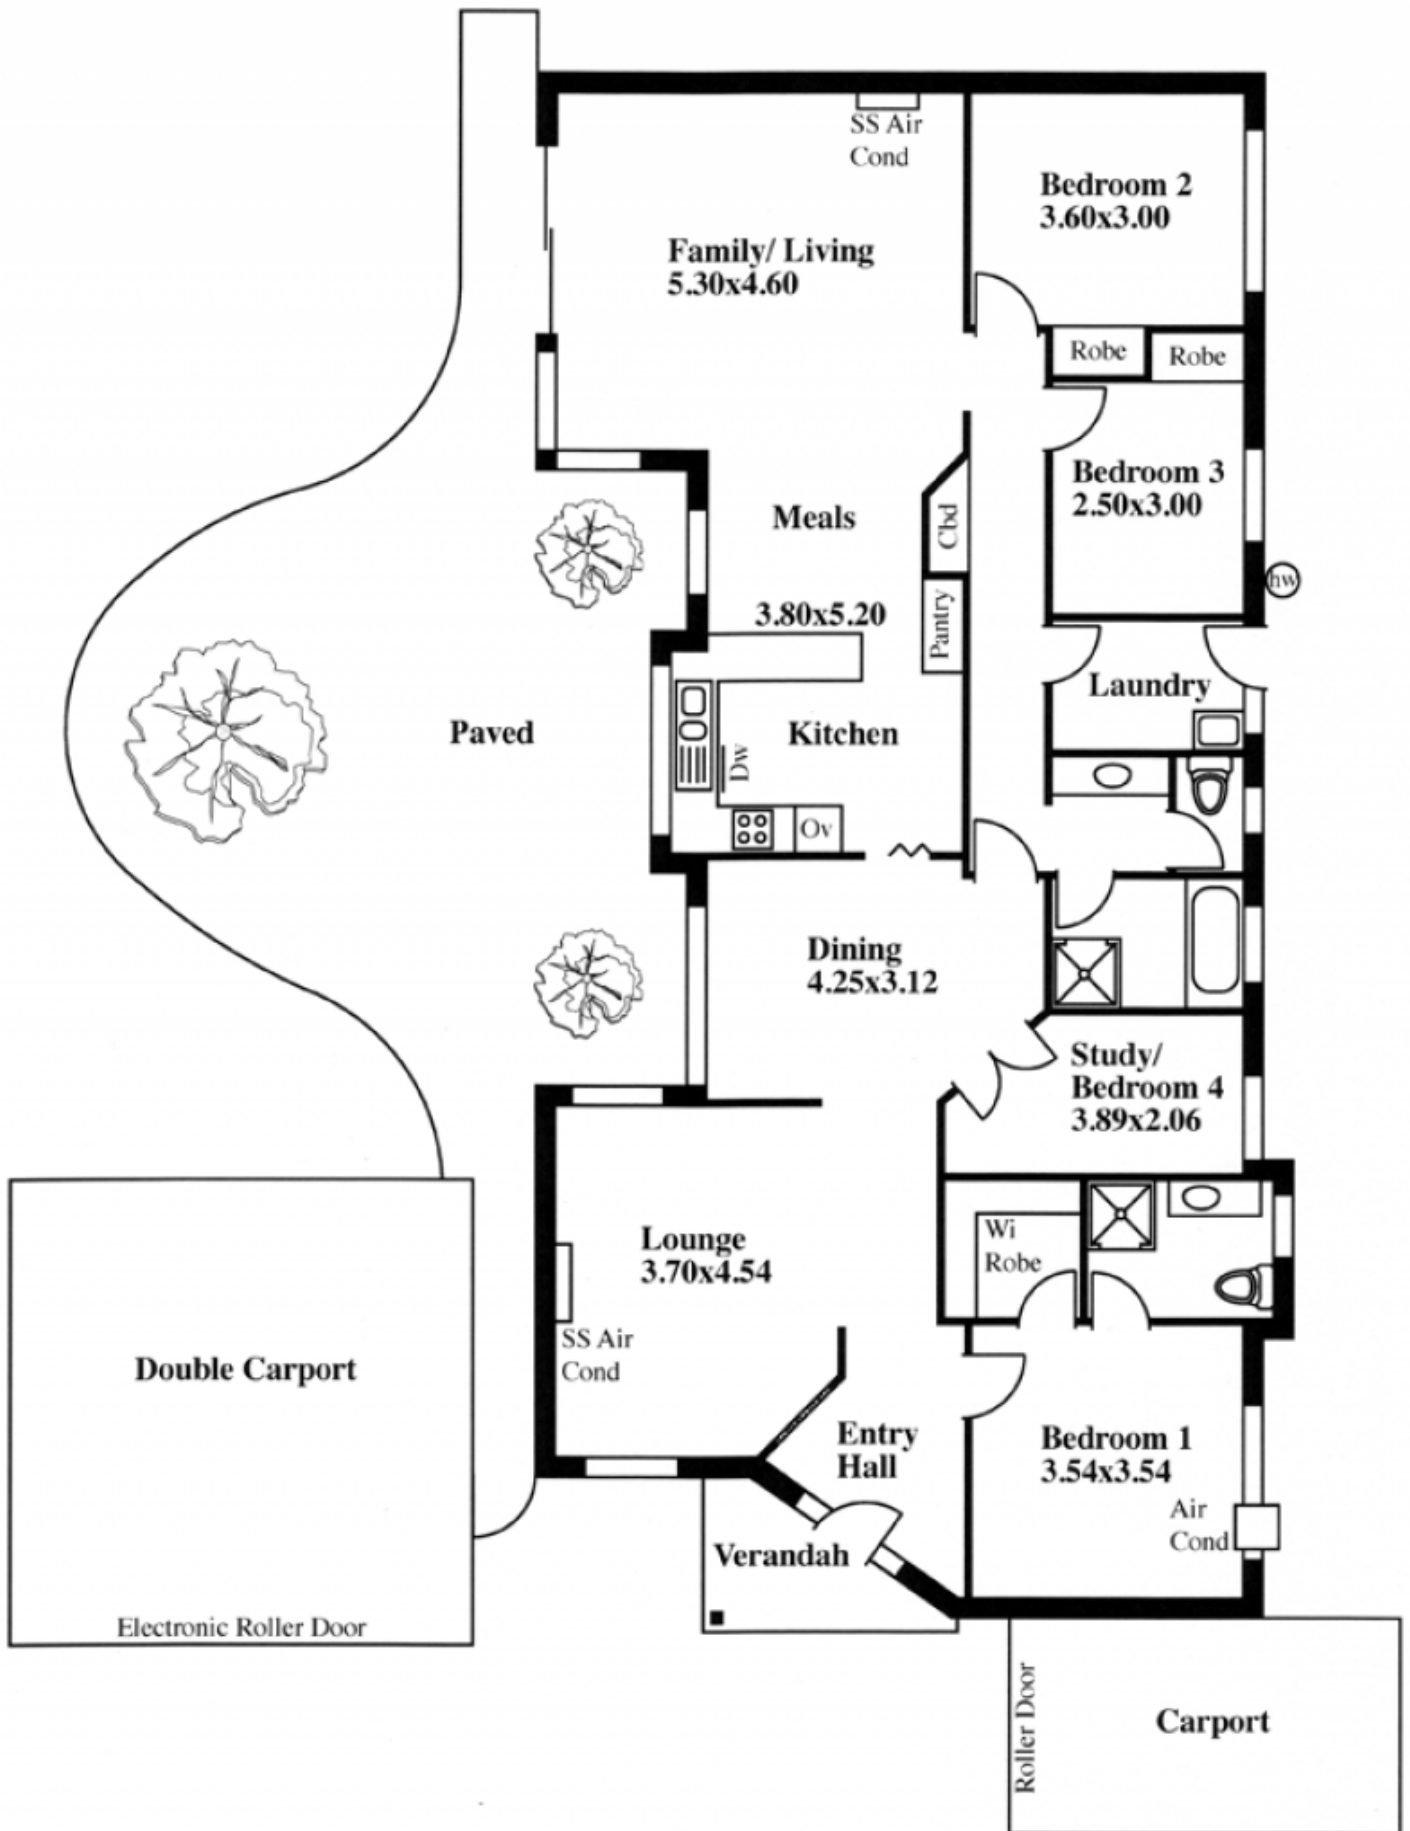 SS Air
Cond
Bedroom 2
3.60x3.00
Family/ Living
5.30x4.60
Robe
Robe
Bedroom 3
2.50x3.00
Meals
Cbd
hw
3.80x5.20
Pantry
Laundry
Paved
Kitchen
Dw
Ov
Dining
4.25x3.12
Study/
Bedroom 4
3.89x2.06
Wi
Robe
Lounge
3.70x4.54
SS Air
Cond
Double Carport
Entry
Hall
Bedroom 1
3.54x3.54
Air
Cond
Verandah
Electronic Roller Door
Roller Door
Carport